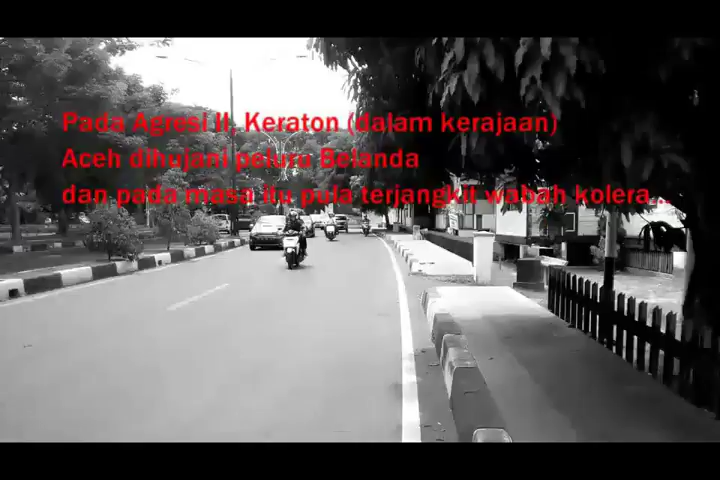 Pada Agresi II, Keraton (dalam kerajaan)
Aceh dihujani peluru Belanda
dan pada masa itu pula terjangkit wabah kolera...